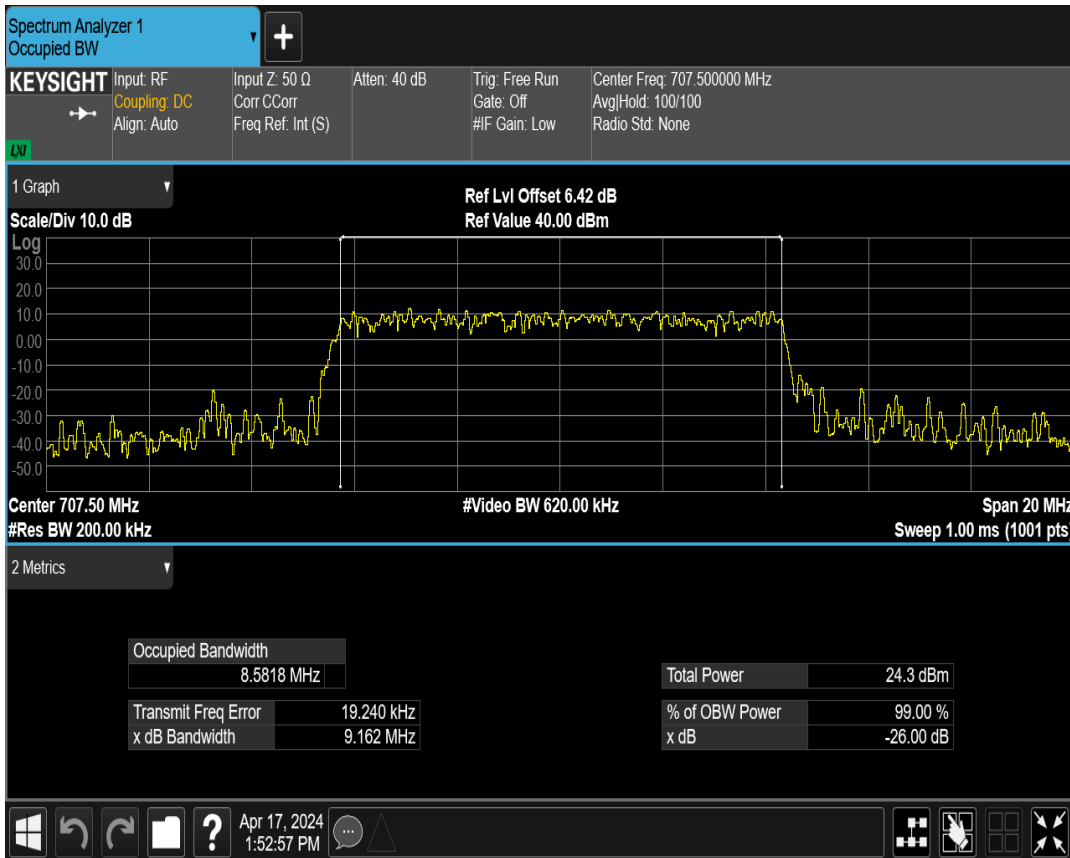 Spectrum Analyzer 1
Occupied BW
KEYSIGHT
Input: RF
Coupling: DC
Align: Auto
Input Z: 50 Ω
Corr CCorr
Freq Ref: Int (S)
Atten: 40 dB
Trig: Free Run
Gate: Off
#IF Gain: Low
Center Freq: 707.500000 MHz
Avg|Hold: 100/100
Radio Std: None
LXI
1 Graph
Scale/Div 10.0 dB
Ref Lvl Offset 6.42 dB
Ref Value 40.00 dBm
Log
30.0
20.0
10.0
0.00
-10.0
-20.0
-30.0
-40.0
-50.0
Center 707.50 MHz
#Video BW 620.00 kHz
Span 20 MHz
#Res BW 200.00 kHz
Sweep 1.00 ms (1001 pts)
2 Metrics
Occupied Bandwidth
8.5818 MHz
Total Power 24.3 dBm
Transmit Freq Error 19.240 kHz
% of OBW Power 99.00 %
x dB Bandwidth 9.162 MHz
x dB -26.00 dB
?
Apr 17, 2024
1:52:57 PM